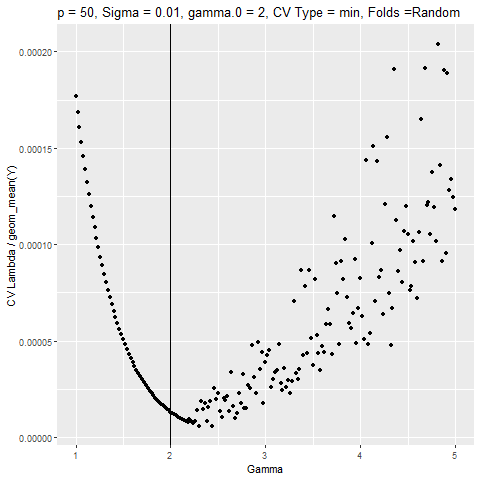 p = 50, Sigma = 0.01, gamma.0 = 2, CV Type = min, Folds =Random
0.00020
0.00015
0.00010
0.00005
0.00000
CV Lambda / geom_mean(Y)
1 2 3 4 5
Gamma